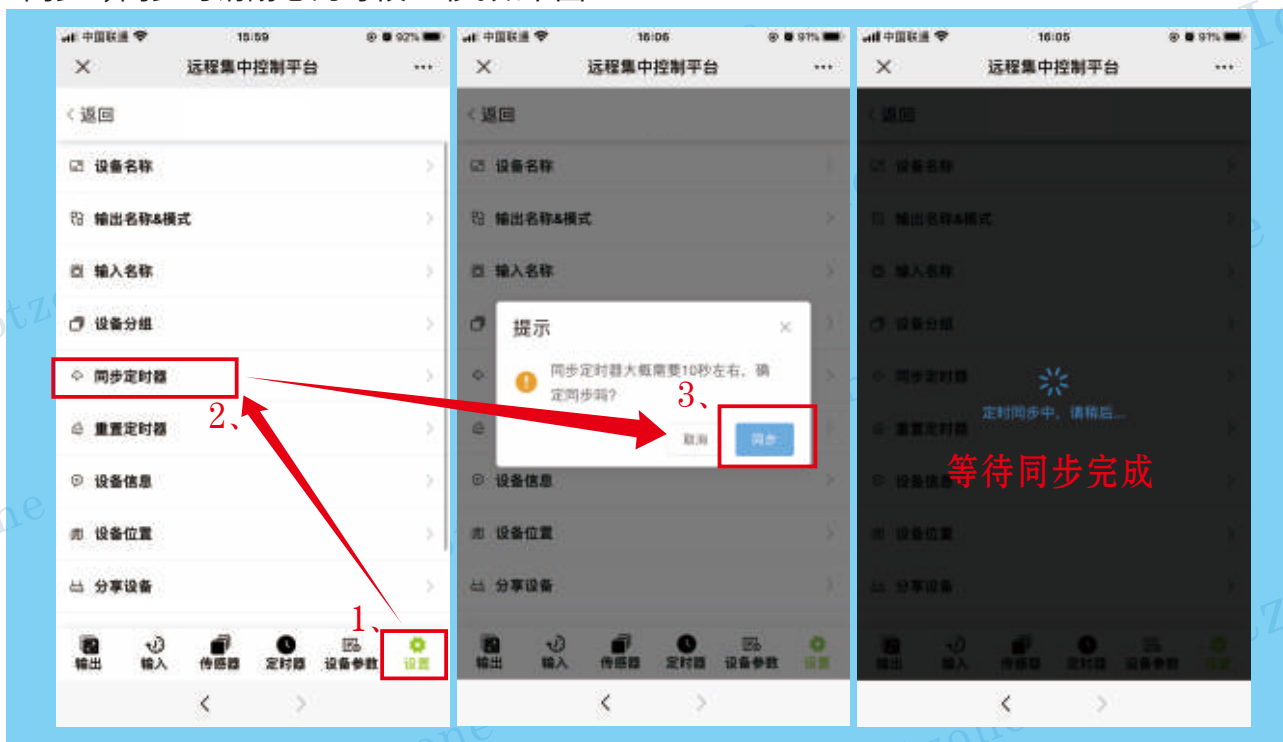 中国联通 15:59 92%
× 远程集中控制平台 ...
< 返回
设备名称
输出名称&模式
输入名称
设备分组
同步定时器
2、
重置定时器
设备信息
设备位置
分享设备
1、
输出 输入 传感器 定时器 设备参数 设置
中国联通 16:06 91%
× 远程集中控制平台 ...
< 返回
设备名称
输出名称&模式
输入名称
提示 ×
同步定时器大概需要10秒左右，确
定同步吗?
3、
取消 同步
设备信息
设备位置
分享设备
输出 输入 传感器 定时器 设备参数 设置
中国联通 16:05 91%
× 远程集中控制平台 ...
< 返回
设备名称
输出名称&模式
输入名称
设备分组
同步定时器
定时同步中，请稍后...
重置定时器
等待同步完成
设备信息
设备位置
分享设备
输出 输入 传感器 定时器 设备参数 设置